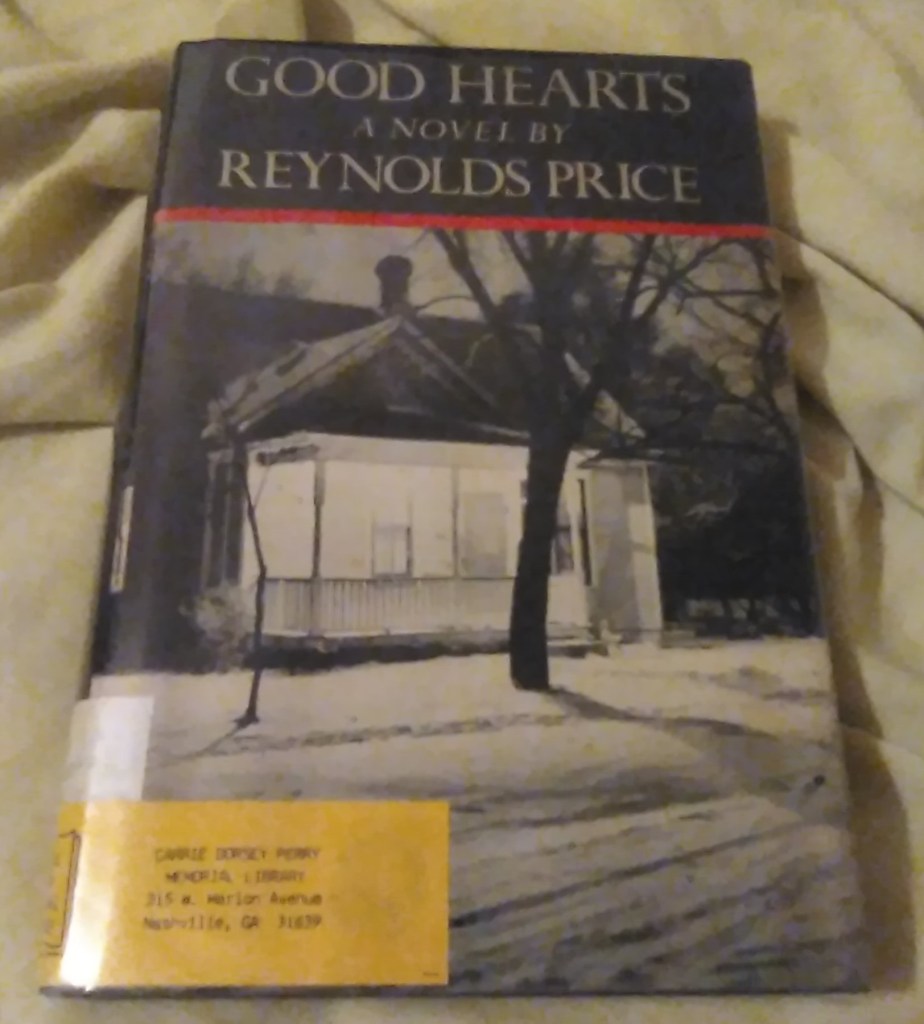 GOOD HEARTS
A NOVEL BY
REYNOLDS PRICE
CARRIE DORSEY PERRY
MEMORIAL LIBRARY
315 W. Marion Avenue
Nashville, GA 31639